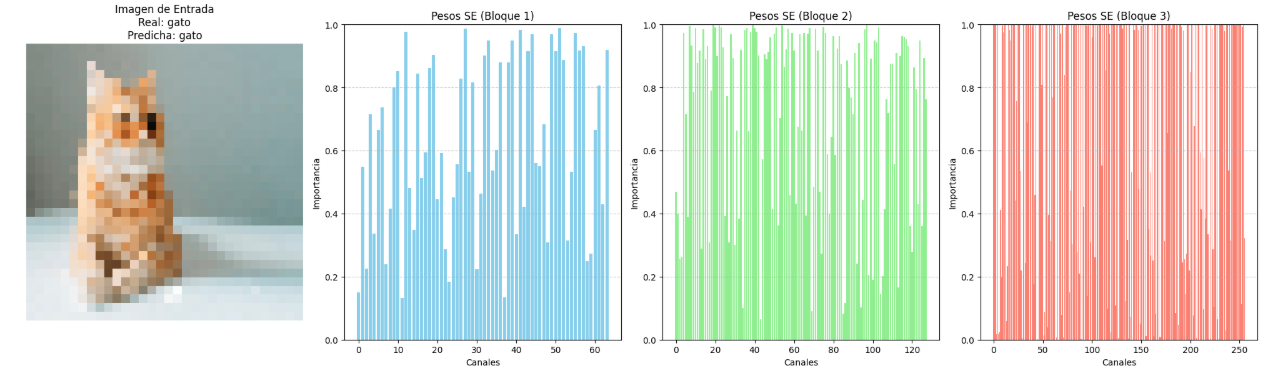 Imagen de Entrada
Real: gato
Predicha: gato
Pesos SE (Bloque 1)
1.0
0.8
0.6
0.4
0.2
0.0
Importancia
0 10 20 30 40 50 60
Canales
Pesos SE (Bloque 2)
1.0
0.8
0.6
0.4
0.2
0.0
Importancia
0 20 40 60 80 100 120
Canales
Pesos SE (Bloque 3)
1.0
0.8
0.6
0.4
0.2
0.0
Importancia
0 50 100 150 200 250
Canales